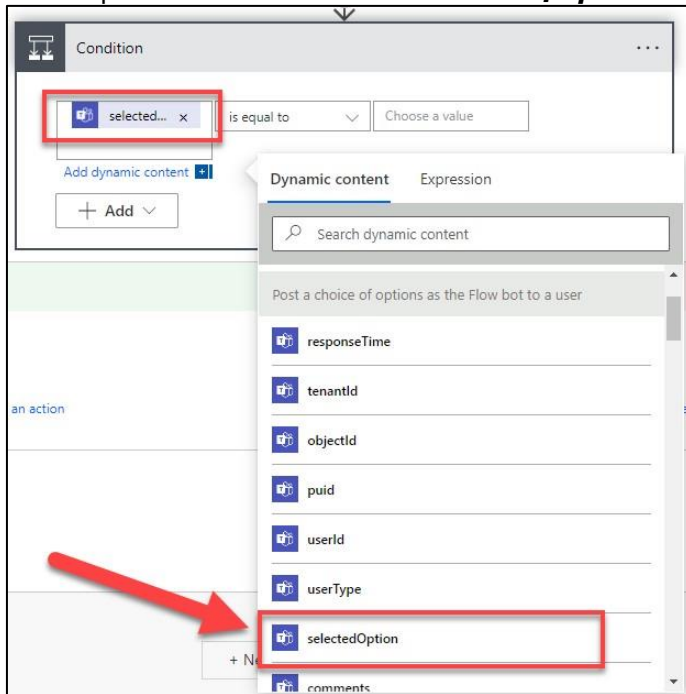 Condition
...
selected... x
is equal to
Choose a value
Add dynamic content +
+ Add
Dynamic content Expression
Search dynamic content
Post a choice of options as the Flow bot to a user
responseTime
tenantId
objectId
puid
userId
userType
selectedOption
comments
an action
+ N